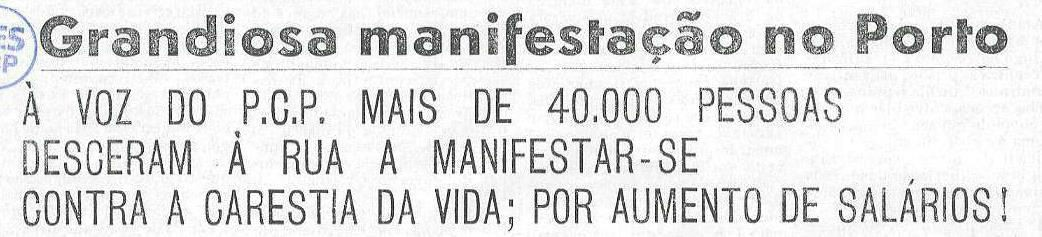 Grandiosa manifestação no Porto
À VOZ DO P.C.P. MAIS DE 40.000 PESSOAS
DESCERAM À RUA A MANIFESTAR-SE
CONTRA A CARESTIA DA VIDA; POR AUMENTO DE SALÁRIOS!